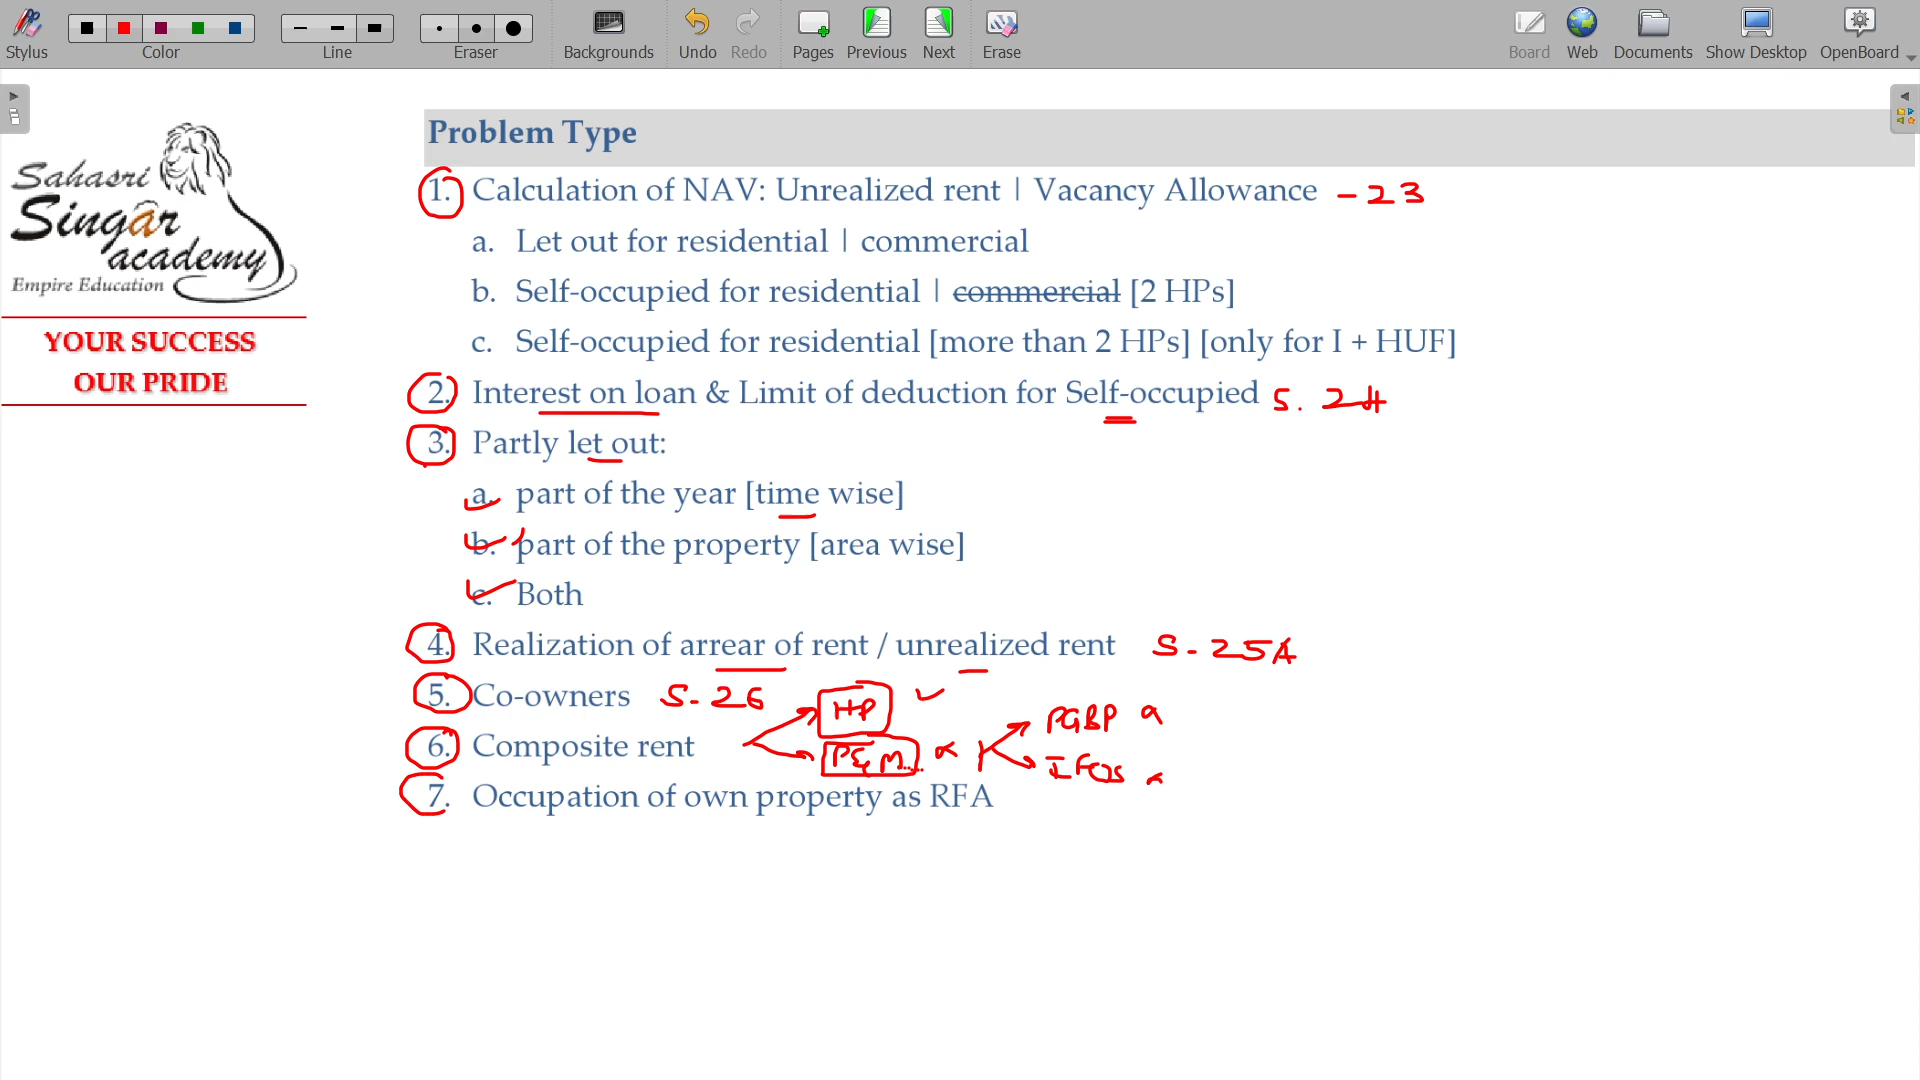 Stylus Color Line Eraser Backgrounds Undo Redo Pages Previous Next Erase Board Web Documents Show Desktop OpenBoard
Sahasri
Singār
academy
Empire Education
YOUR SUCCESS
OUR PRIDE
Problem Type
1. Calculation of NAV: Unrealized rent | Vacancy Allowance - 23
a. Let out for residential | commercial
b. Self-occupied for residential | commercial [2 HPs]
c. Self-occupied for residential [more than 2 HPs] [only for I + HUF]
2. Interest on loan & Limit of deduction for Self-occupied S. 24
3. Partly let out:
a. part of the year [time wise]
b. part of the property [area wise]
c. Both
4. Realization of arrear of rent / unrealized rent S - 25A
5. Co-owners S - 26 HP PGBP
6. Composite rent P&M.... IFOS
7. Occupation of own property as RFA